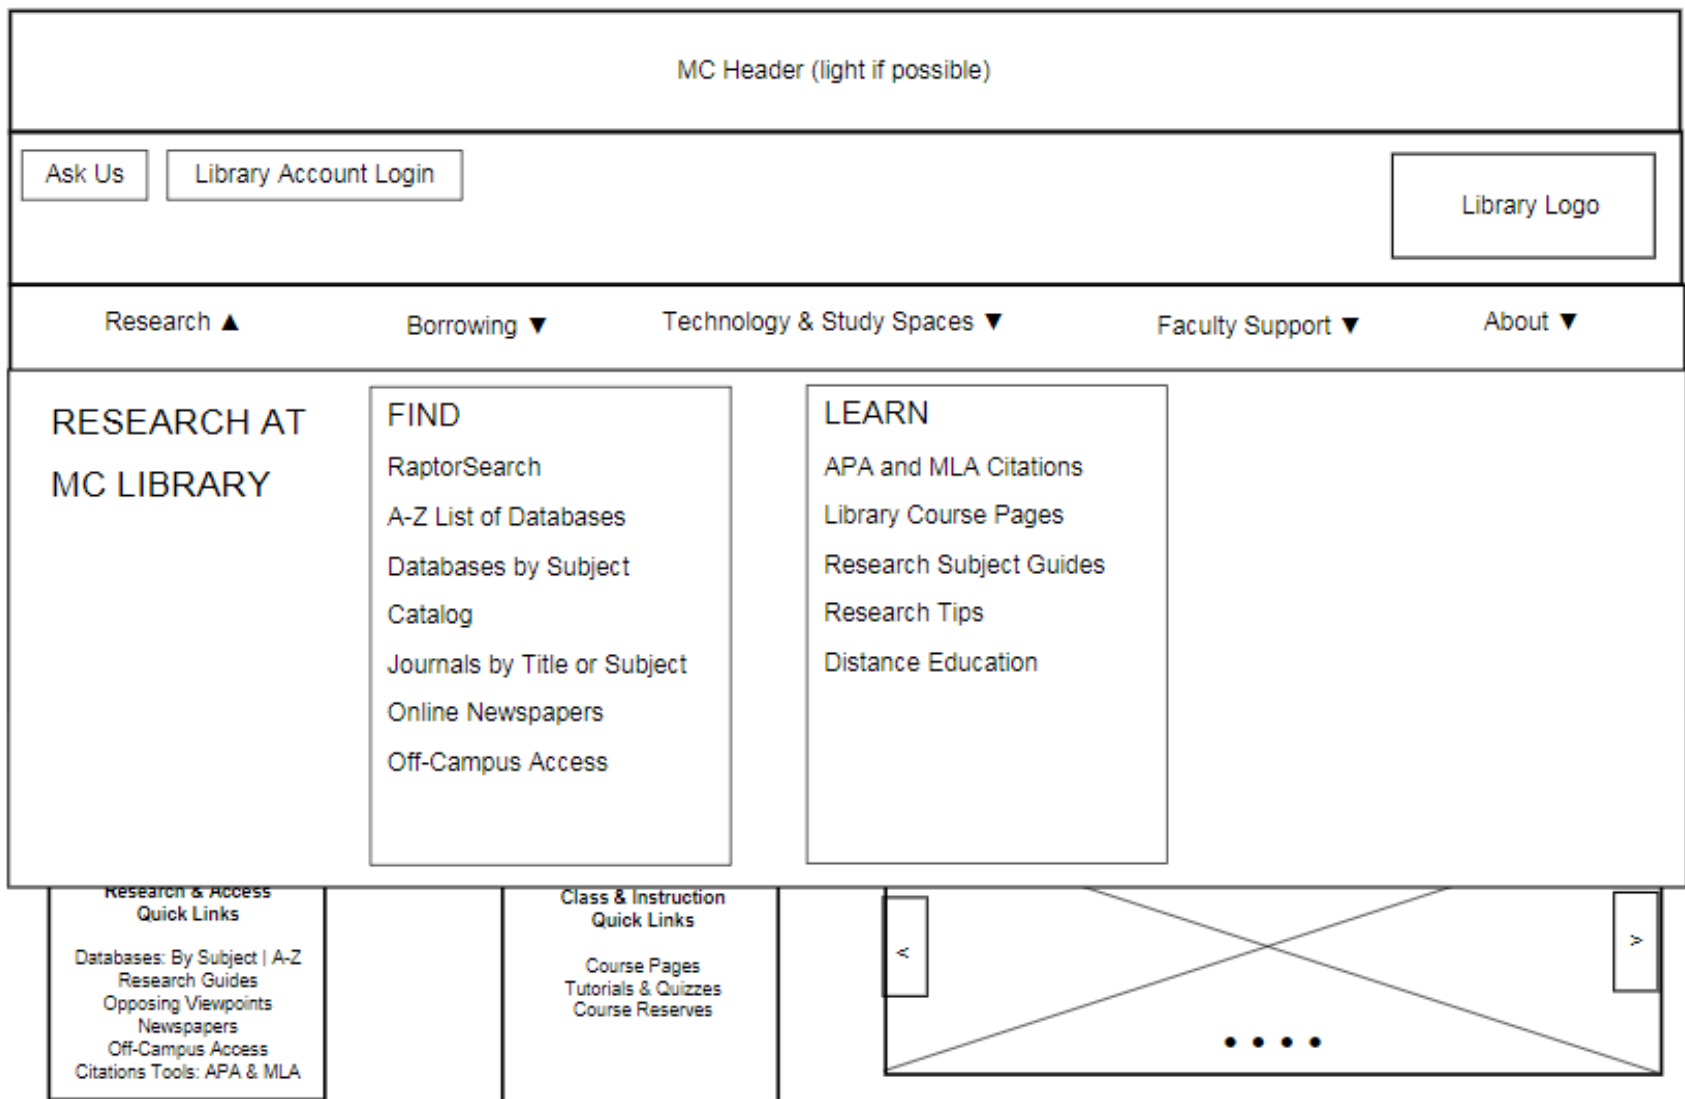 MC Header (light if possible)
Ask Us
Library Account Login
Library Logo
Research ▲
Borrowing ▼
Technology & Study Spaces ▼
Faculty Support ▼
About ▼
RESEARCH AT
MC LIBRARY
FIND
RaptorSearch
A-Z List of Databases
Databases by Subject
Catalog
Journals by Title or Subject
Online Newspapers
Off-Campus Access
LEARN
APA and MLA Citations
Library Course Pages
Research Subject Guides
Research Tips
Distance Education
Research & Access
Quick Links
Databases: By Subject | A-Z
Research Guides
Opposing Viewpoints
Newspapers
Off-Campus Access
Citations Tools: APA & MLA
Class & Instruction
Quick Links
Course Pages
Tutorials & Quizzes
Course Reserves
<
>